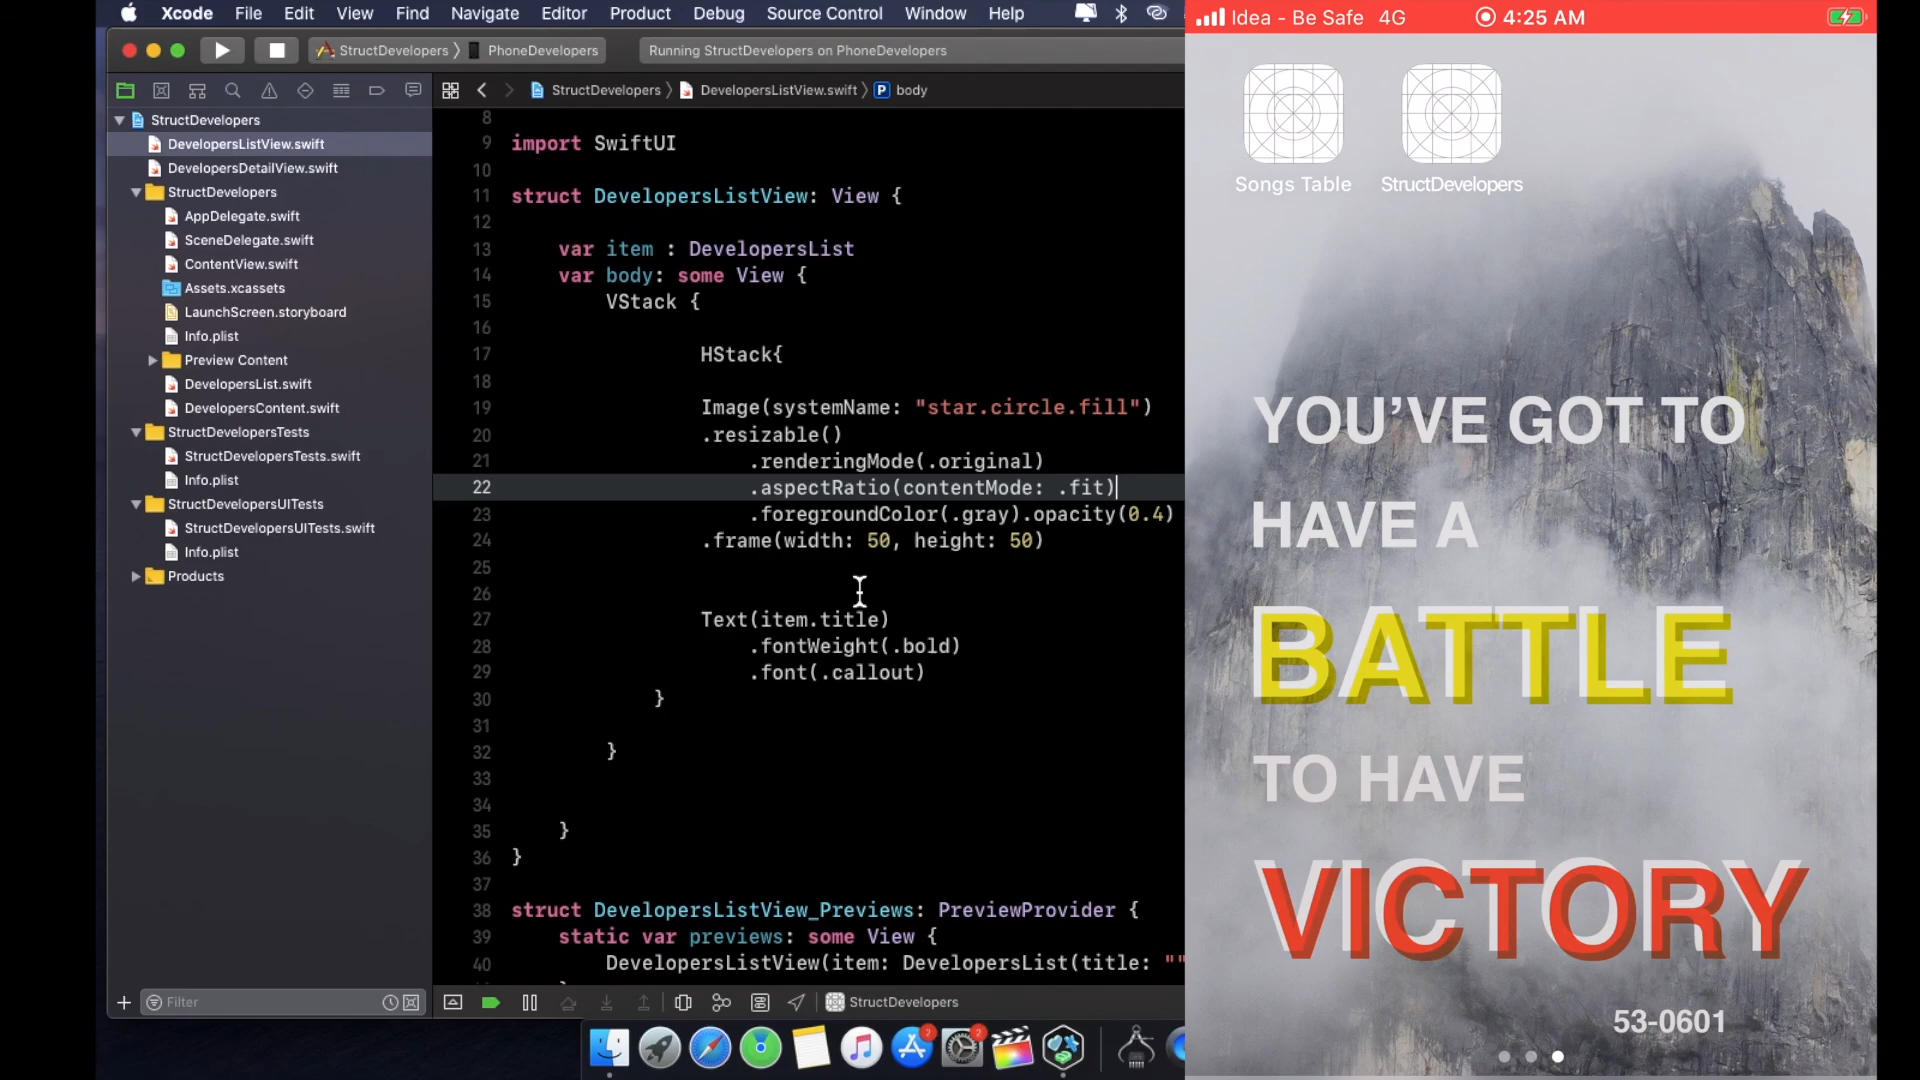 Xcode File Edit View Find Navigate Editor Product Debug Source Control Window Help
StructDevelopers PhoneDevelopers
Running StructDevelopers on PhoneDevelopers
StructDevelopers DevelopersListView.swift P body
StructDevelopers
DevelopersListView.swift
DevelopersDetailView.swift
StructDevelopers
AppDelegate.swift
SceneDelegate.swift
ContentView.swift
Assets.xcassets
LaunchScreen.storyboard
Info.plist
Preview Content
DevelopersList.swift
DevelopersContent.swift
StructDevelopersTests
StructDevelopersTests.swift
Info.plist
StructDevelopersUITests
StructDevelopersUITests.swift
Info.plist
Products
Filter
8
9 import SwiftUI
10
11 struct DevelopersListView: View {
12
13 var item : DevelopersList
14 var body: some View {
15 VStack {
16
17 HStack{
18
19 Image(systemName: "star.circle.fill")
20 .resizable()
21 .renderingMode(.original)
22 .aspectRatio(contentMode: .fit)
23 .foregroundColor(.gray).opacity(0.4)
24 .frame(width: 50, height: 50)
25
26
27 Text(item.title)
28 .fontWeight(.bold)
29 .font(.callout)
30 }
31
32 }
33
34
35 }
36 }
37
38 struct DevelopersListView_Previews: PreviewProvider {
39 static var previews: some View {
40 DevelopersListView(item: DevelopersList(title: ""
StructDevelopers
2
2
Idea - Be Safe 4G 4:25 AM
Songs Table StructDevelopers
YOU'VE GOT TO
HAVE A
BATTLE
TO HAVE
VICTORY
53-0601